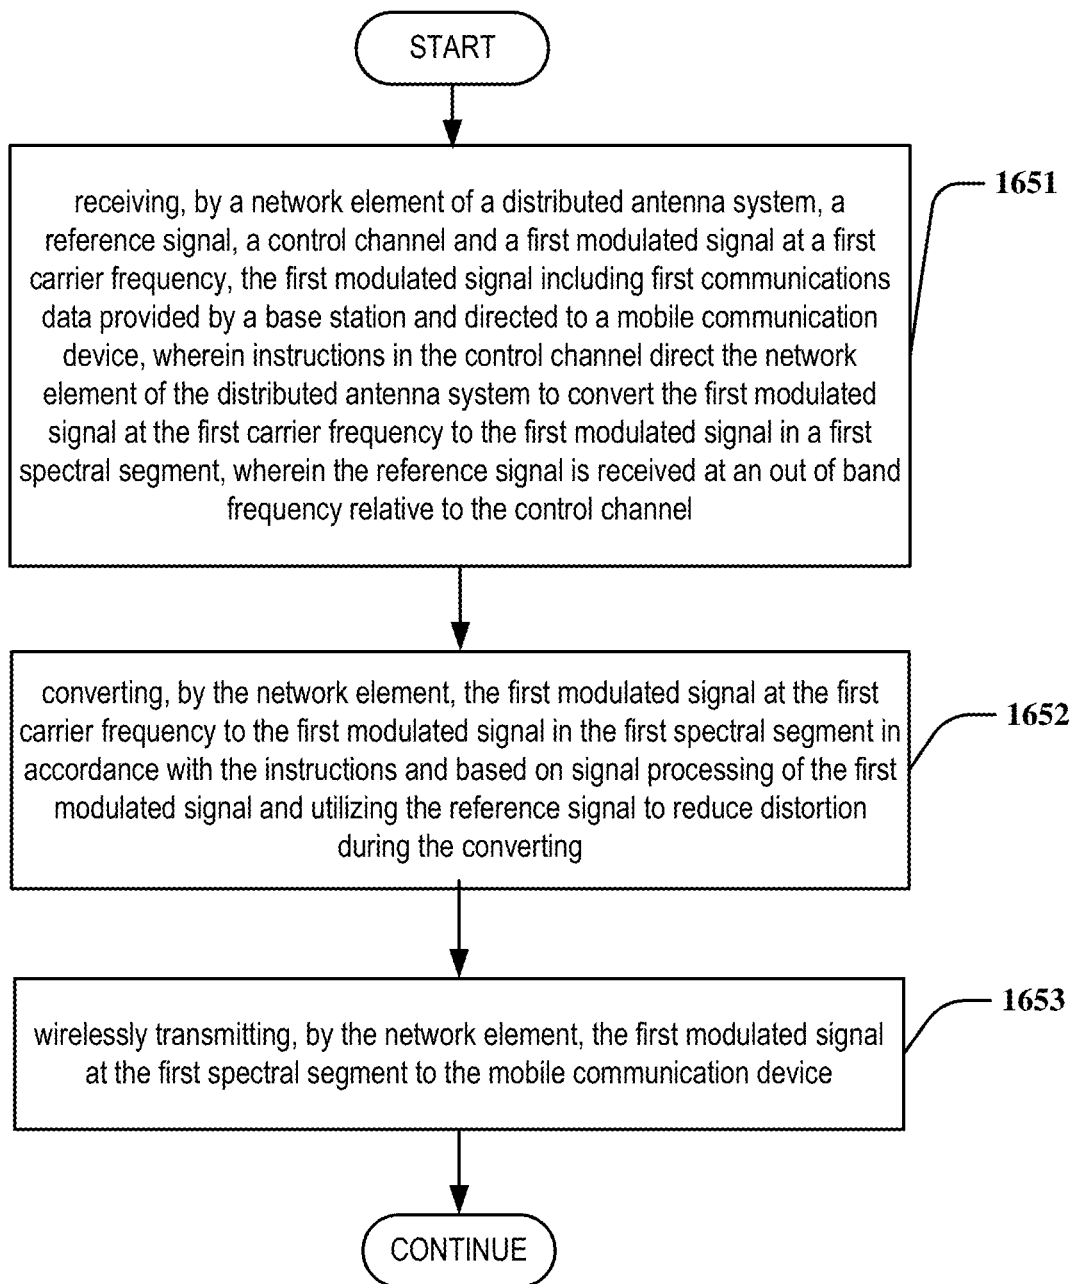 START
receiving, by a network element of a distributed antenna system, a
reference signal, a control channel and a first modulated signal at a first
carrier frequency, the first modulated signal including first communications
data provided by a base station and directed to a mobile communication
device, wherein instructions in the control channel direct the network
element of the distributed antenna system to convert the first modulated
signal at the first carrier frequency to the first modulated signal in a first
spectral segment, wherein the reference signal is received at an out of band
frequency relative to the control channel
1651
converting, by the network element, the first modulated signal at the first
carrier frequency to the first modulated signal in the first spectral segment in
accordance with the instructions and based on signal processing of the first
modulated signal and utilizing the reference signal to reduce distortion
during the converting
1652
wirelessly transmitting, by the network element, the first modulated signal
at the first spectral segment to the mobile communication device
1653
CONTINUE